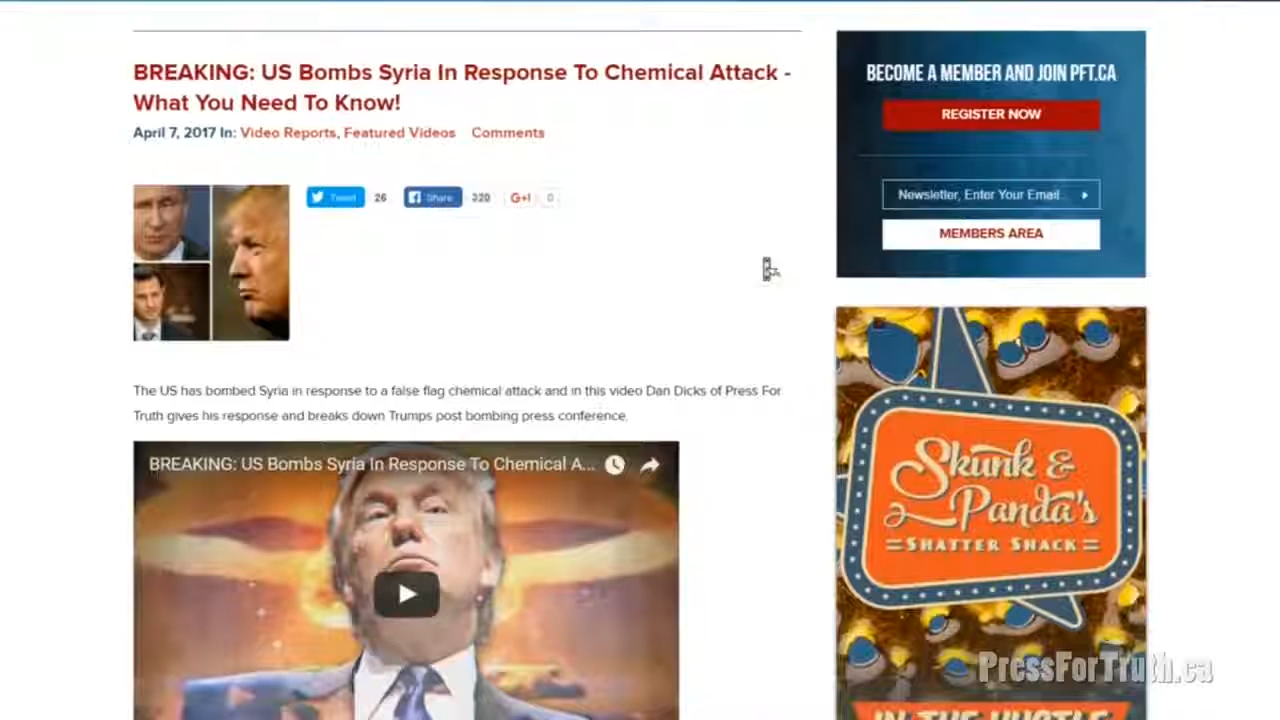 BREAKING: US Bombs Syria In Response To Chemical Attack -
What You Need To Know!
April 7, 2017 In: Video Reports, Featured Videos Comments
Tweet 26 Share 320 G+1 0
The US has bombed Syria in response to a false flag chemical attack and in this video Dan Dicks of Press For
Truth gives his response and breaks down Trumps post bombing press conference.
BREAKING: US Bombs Syria In Response To Chemical A...
BECOME A MEMBER AND JOIN PFT.CA
REGISTER NOW
Newsletter, Enter Your Email
MEMBERS AREA
Skunk &
Panda's
SHATTER SHACK
PressForTruth.ca
IN THE HUSTLE